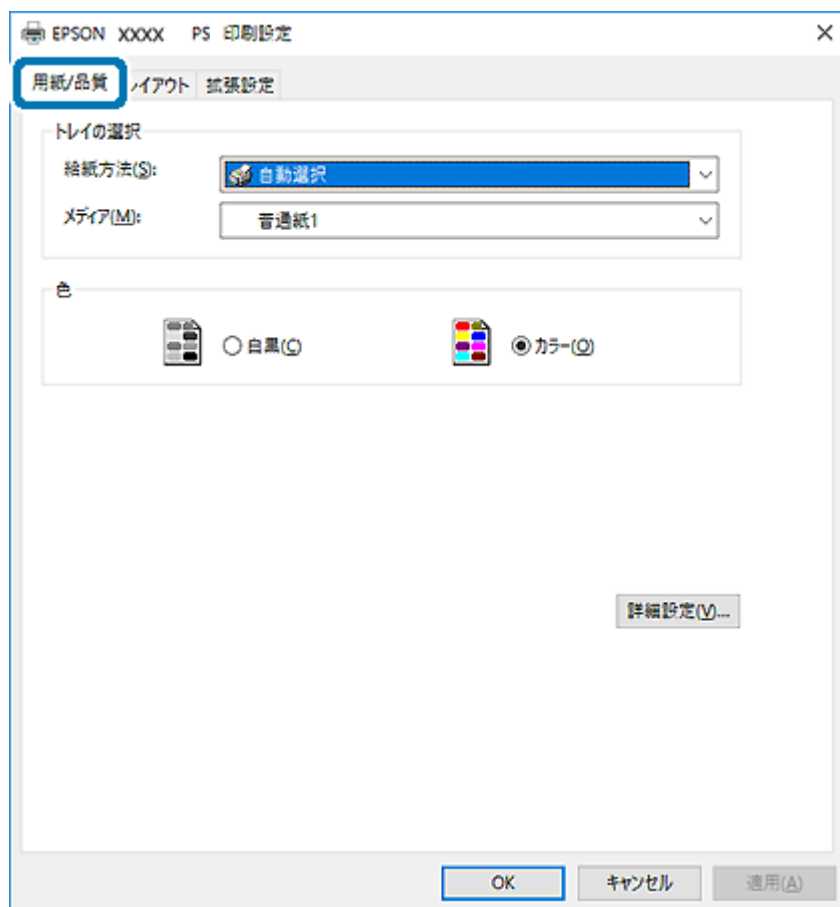 EPSON XXXX PS 印刷設定
用紙/品質 レイアウト 拡張設定
トレイの選択
給紙方法(S): 自動選択
メディア(M): 普通紙1
色
白黒(C) カラー(O)
詳細設定(V)...
OK キャンセル 適用(A)